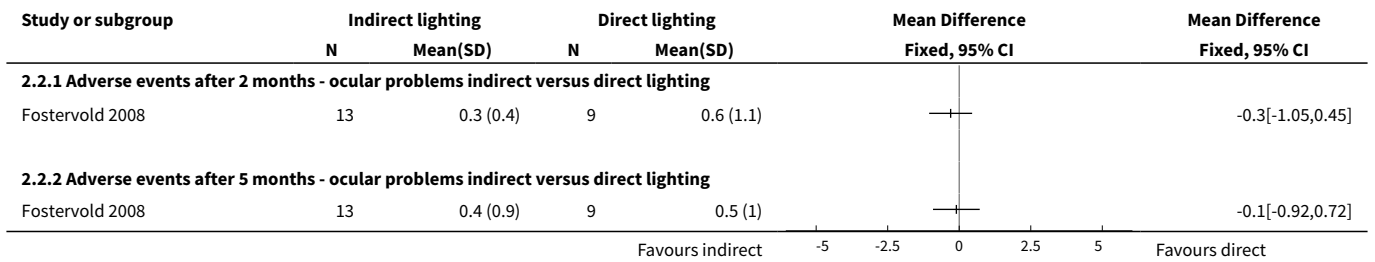 Study or subgroup Indirect lighting Direct lighting Mean Difference Mean Difference
N Mean(SD) N Mean(SD) Fixed, 95% CI Fixed, 95% CI
2.2.1 Adverse events after 2 months - ocular problems indirect versus direct lighting
Fostervold 2008 13 0.3 (0.4) 9 0.6 (1.1) -0.3[-1.05,0.45]
2.2.2 Adverse events after 5 months - ocular problems indirect versus direct lighting
Fostervold 2008 13 0.4 (0.9) 9 0.5 (1) -0.1[-0.92,0.72]
Favours indirect -5 -2.5 0 2.5 5 Favours direct